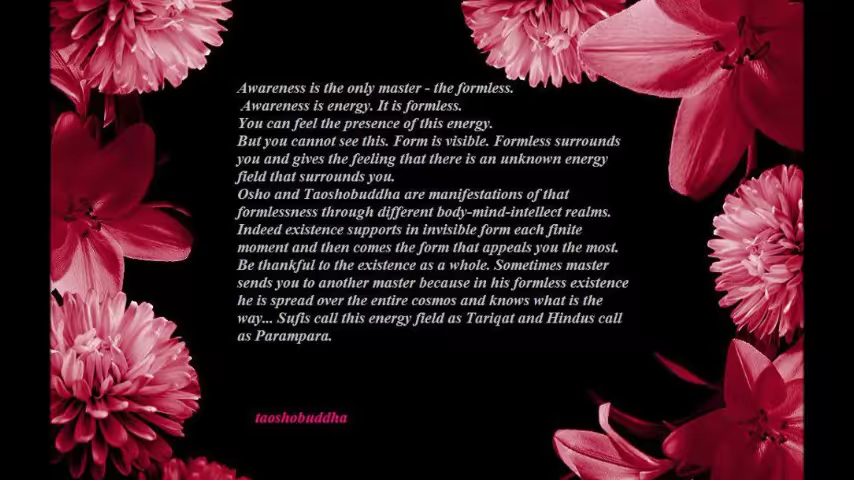 Awareness is the only master - the formless.
Awareness is energy. It is formless.
You can feel the presence of this energy.
But you cannot see this. Form is visible. Formless surrounds
you and gives the feeling that there is an unknown energy
field that surrounds you.
Osho and Taoshobuddha are manifestations of that
formlessness through different body-mind-intellect realms.
Indeed existence supports in invisible form each finite
moment and then comes the form that appeals you the most.
Be thankful to the existence as a whole. Sometimes master
sends you to another master because in his formless existence
he is spread over the entire cosmos and knows what is the
way... Sufis call this energy field as Tariqat and Hindus call
as Parampara.
taoshobuddha